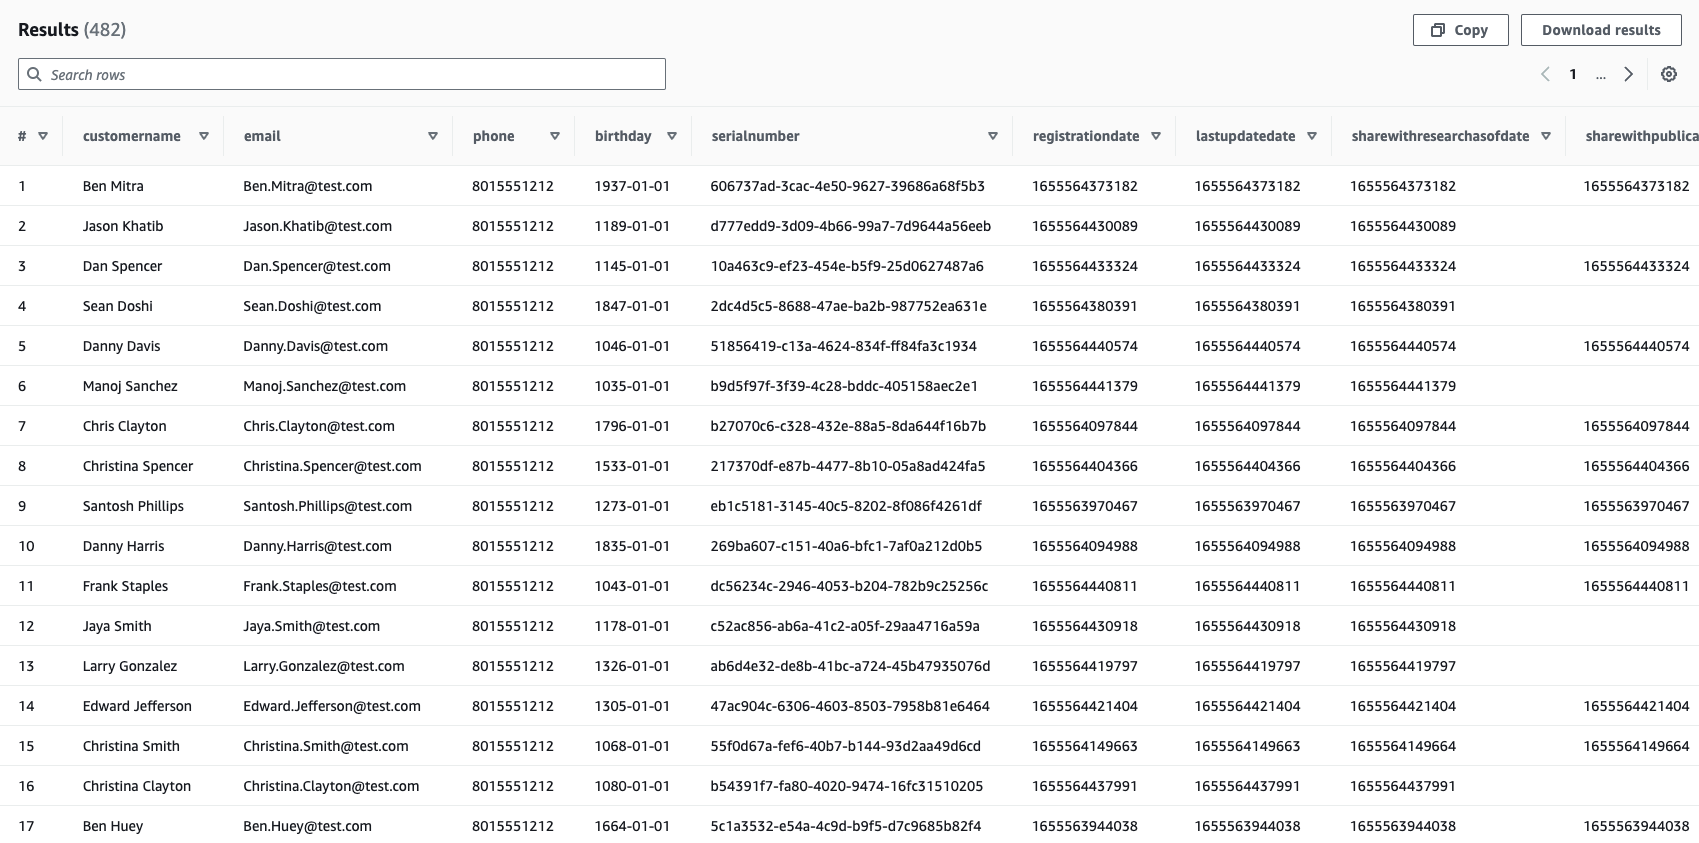 Results (482)
Copy
Download results
Search rows
1 ...
# customername email phone birthday serialnumber registrationdate lastupdatedate sharewithresearchasofdate sharewithpublica
1 Ben Mitra Ben.Mitra@test.com 8015551212 1937-01-01 606737ad-3cac-4e50-9627-39686a68f5b3 1655564373182 1655564373182 1655564373182 1655564373182
2 Jason Khatib Jason.Khatib@test.com 8015551212 1189-01-01 d777edd9-3d09-4b66-99a7-7d9644a56eeb 1655564430089 1655564430089 1655564430089
3 Dan Spencer Dan.Spencer@test.com 8015551212 1145-01-01 10a463c9-ef23-454e-b5f9-25d0627487a6 1655564433324 1655564433324 1655564433324 1655564433324
4 Sean Doshi Sean.Doshi@test.com 8015551212 1847-01-01 2dc4d5c5-8688-47ae-ba2b-987752ea631e 1655564380391 1655564380391 1655564380391
5 Danny Davis Danny.Davis@test.com 8015551212 1046-01-01 51856419-c13a-4624-834f-ff84fa3c1934 1655564440574 1655564440574 1655564440574 1655564440574
6 Manoj Sanchez Manoj.Sanchez@test.com 8015551212 1035-01-01 b9d5f97f-3f39-4c28-bddc-405158aec2e1 1655564441379 1655564441379 1655564441379
7 Chris Clayton Chris.Clayton@test.com 8015551212 1796-01-01 b27070c6-c328-432e-88a5-8da644f16b7b 1655564097844 1655564097844 1655564097844 1655564097844
8 Christina Spencer Christina.Spencer@test.com 8015551212 1533-01-01 217370df-e87b-4477-8b10-05a8ad424fa5 1655564404366 1655564404366 1655564404366 1655564404366
9 Santosh Phillips Santosh.Phillips@test.com 8015551212 1273-01-01 eb1c5181-3145-40c5-8202-8f086f4261df 1655563970467 1655563970467 1655563970467 1655563970467
10 Danny Harris Danny.Harris@test.com 8015551212 1835-01-01 269ba607-c151-40a6-bfc1-7af0a212d0b5 1655564094988 1655564094988 1655564094988 1655564094988
11 Frank Staples Frank.Staples@test.com 8015551212 1043-01-01 dc56234c-2946-4053-b204-782b9c25256c 1655564440811 1655564440811 1655564440811 1655564440811
12 Jaya Smith Jaya.Smith@test.com 8015551212 1178-01-01 c52ac856-ab6a-41c2-a05f-29aa4716a59a 1655564430918 1655564430918 1655564430918
13 Larry Gonzalez Larry.Gonzalez@test.com 8015551212 1326-01-01 ab6d4e32-de8b-41bc-a724-45b47935076d 1655564419797 1655564419797 1655564419797
14 Edward Jefferson Edward.Jefferson@test.com 8015551212 1305-01-01 47ac904c-6306-4603-8503-7958b81e6464 1655564421404 1655564421404 1655564421404 1655564421404
15 Christina Smith Christina.Smith@test.com 8015551212 1068-01-01 55f0d67a-fef6-40b7-b144-93d2aa49d6cd 1655564149663 1655564149663 1655564149664 1655564149664
16 Christina Clayton Christina.Clayton@test.com 8015551212 1080-01-01 b54391f7-fa80-4020-9474-16fc31510205 1655564437991 1655564437991 1655564437991
17 Ben Huey Ben.Huey@test.com 8015551212 1664-01-01 5c1a3532-e54a-4c9d-b9f5-d7c9685b82f4 1655563944038 1655563944038 1655563944038 1655563944038